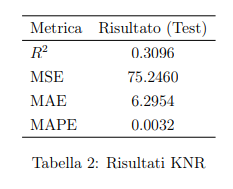 Metrica Risultato (Test)
R² 0.3096
MSE 75.2460
MAE 6.2954
MAPE 0.0032
Tabella 2: Risultati KNR